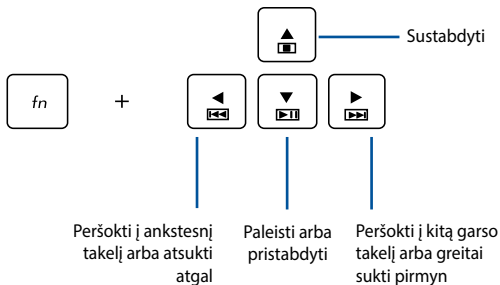 Sustabdyti
fn
+
Peršokti į ankstesnį
takelį arba atsukti
atgal
Paleisti arba
pristabdyti
Peršokti į kitą garso
takelį arba greitai
sukti pirmyn